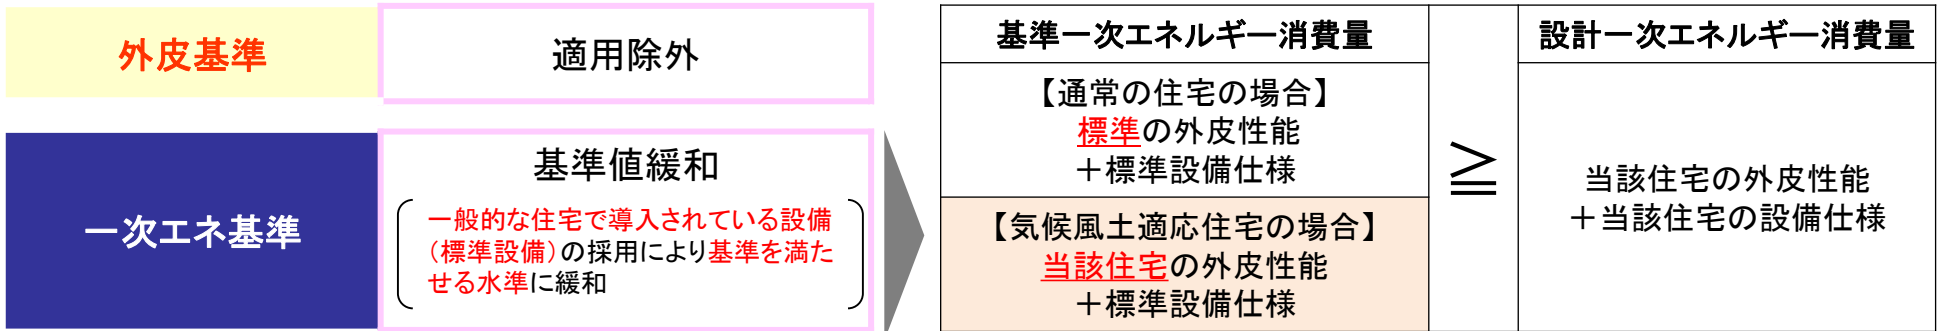 外皮基準
適用除外
一次エネ基準
基準値緩和
一般的な住宅で導入されている設備
(標準設備)の採用により基準を満た
せる水準に緩和
基準一次エネルギー消費量
【通常の住宅の場合】
標準の外皮性能
＋標準設備仕様
【気候風土適応住宅の場合】
当該住宅の外皮性能
＋標準設備仕様
≧
設計一次エネルギー消費量
当該住宅の外皮性能
＋当該住宅の設備仕様